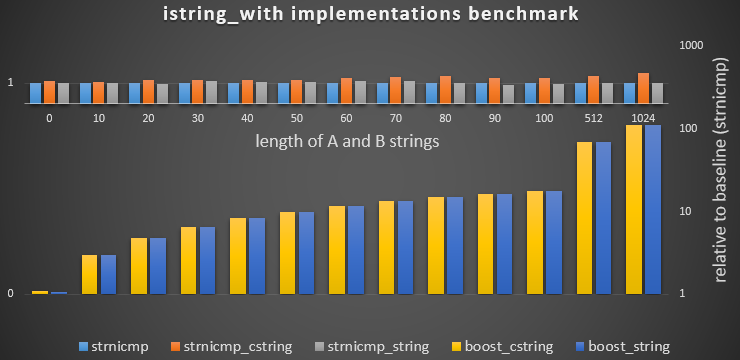 istring_with implementations benchmark
1000
1
0 10 20 30 40 50 60 70 80 90 100 512 1024
length of A and B strings
100
10
0
1
relative to baseline (strnicmp)
strnicmp strnicmp_cstring strnicmp_string boost_cstring boost_string